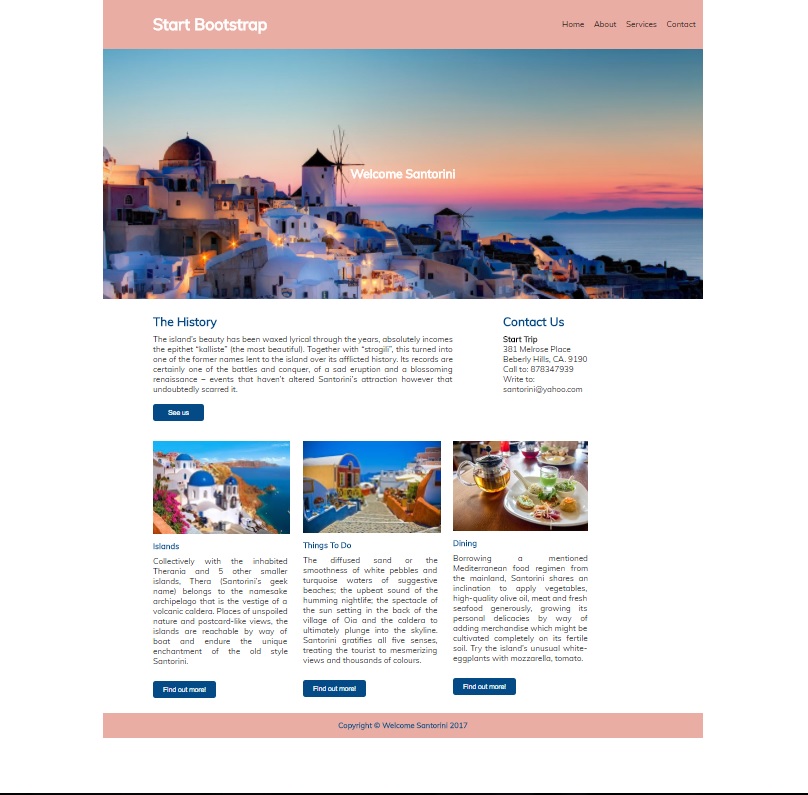 Start Bootstrap
Home About Services Contact
Welcome Santorini
The History
The island's beauty has been waxed lyrical through the years, absolutely incomes
the epithet “kalliste” (the most beautiful). Together with “strogili”, this turned into
one of the former names lent to the island over its afflicted history. Its records are
certainly one of the battles and conquer, of a sad eruption and a blossoming
renaissance – events that haven't altered Santorini's attraction however that
undoubtedly scarred it.
See us
Contact Us
Start Trip
381 Melrose Place
Beberly Hills, CA. 9190
Call to: 878347939
Write to:
santorini@yahoo.com
Islands
Collectively with the inhabited
Therania and 5 other smaller
islands, Thera (Santorini's geek
name) belongs to the namesake
archipelago that is the vestige of a
volcanic caldera. Places of unspoiled
nature and postcard-like views, the
islands are reachable by way of
boat and endure the unique
enchantment of the old style
Santorini.
Find out more!
Things To Do
The diffused sand or the
smoothness of white pebbles and
turquoise waters of suggestive
beaches; the upbeat sound of the
humming nightlife; the spectacle of
the sun setting in the back of the
village of Oia and the caldera to
ultimately plunge into the skyline.
Santorini gratifies all five senses,
treating the tourist to mesmerizing
views and thousands of colours.
Find out more!
Dining
Borrowing a mentioned
Mediterranean food regimen from
the mainland, Santorini shares an
inclination to apply vegetables,
high-quality olive oil, meat and fresh
seafood generously, growing its
personal delicacies by way of
adding merchandise which might be
cultivated completely on its fertile
soil. Try the island's unusual white-
eggplants with mozzarella, tomato.
Find out more!
Copyright © Welcome Santorini 2017